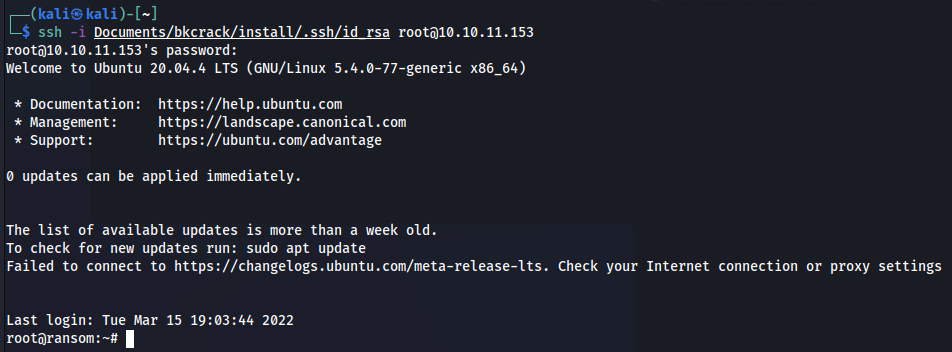 ┌──(kali㉿kali)-[~]
└─$ ssh -i Documents/bkcrack/install/.ssh/id_rsa root@10.10.11.153
root@10.10.11.153's password:
Welcome to Ubuntu 20.04.4 LTS (GNU/Linux 5.4.0-77-generic x86_64)
* Documentation:  https://help.ubuntu.com
* Management:     https://landscape.canonical.com
* Support:        https://ubuntu.com/advantage
0 updates can be applied immediately.
The list of available updates is more than a week old.
To check for new updates run: sudo apt update
Failed to connect to https://changelogs.ubuntu.com/meta-release-lts. Check your Internet connection or proxy settings
Last login: Tue Mar 15 19:03:44 2022
root@ransom:~#